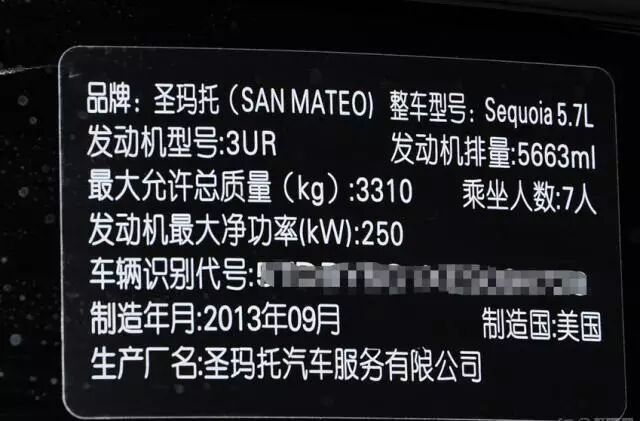 品牌: 圣玛托(SAN MATEO) 整车型号: Sequoia 5.7L
发动机型号:3UR 发动机排量:5663ml
最大允许总质量(kg):3310 乘坐人数:7人
发动机最大净功率(kW):250
车辆识别代号:
制造年月:2013年09月 制造国:美国
生产厂名:圣玛托汽车服务有限公司